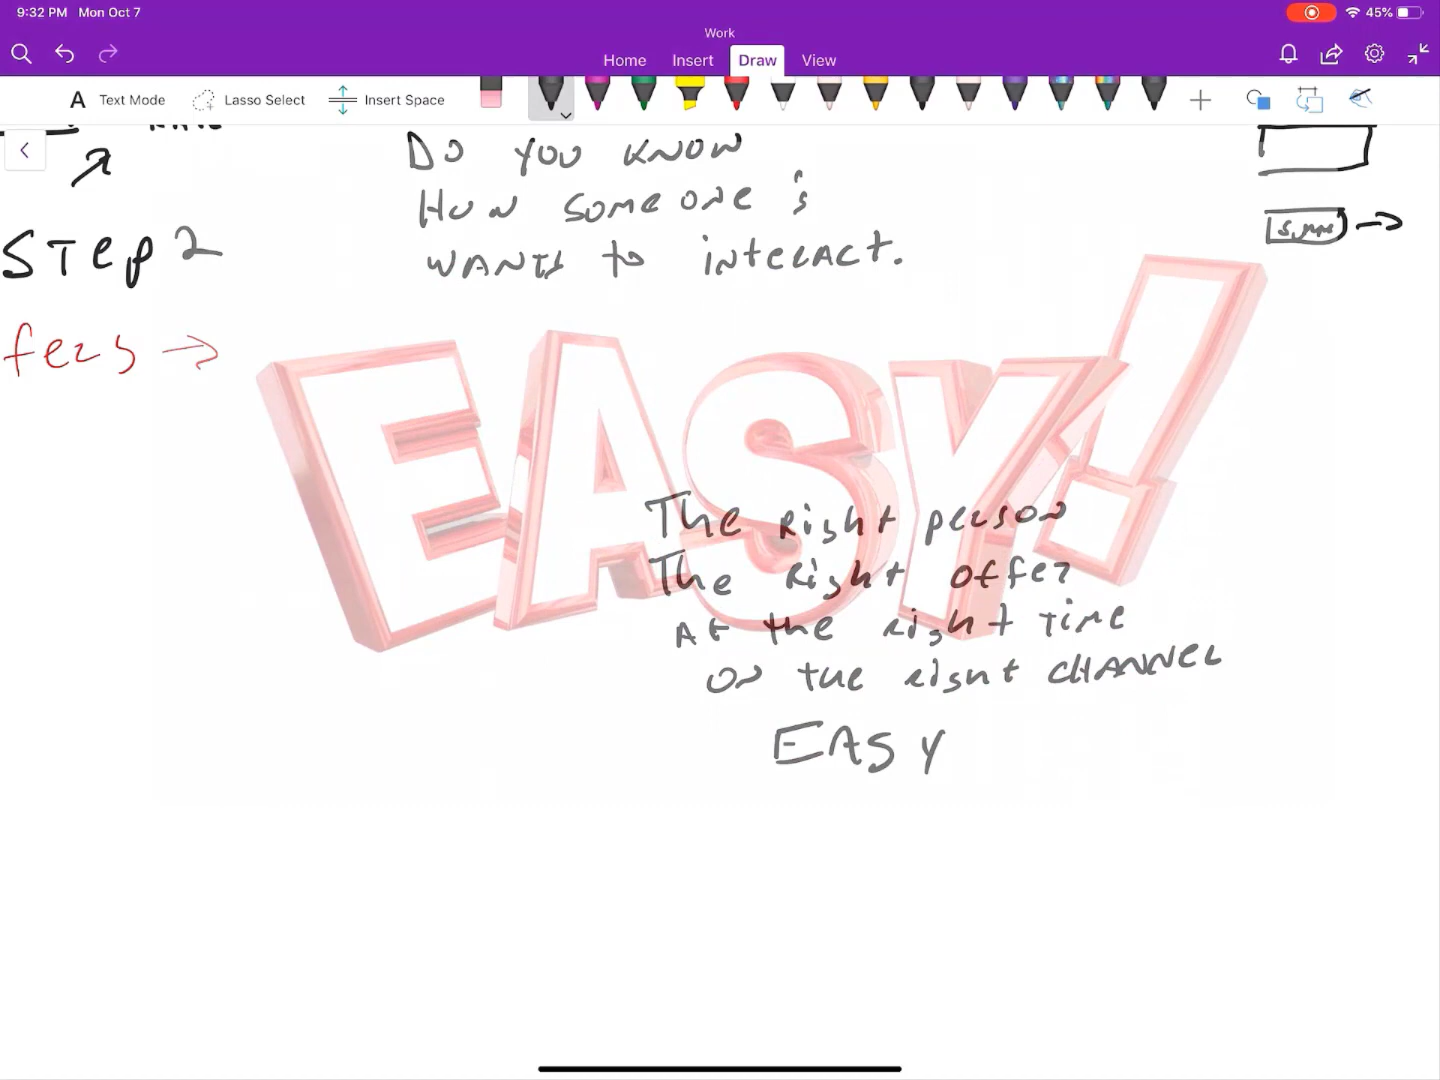 9:32 PM Mon Oct 7
45%
Work
Home Insert Draw View
A Text Mode Lasso Select Insert Space
DO YOU KNOW
HOW SOMEONE'S
WANTS to interact.
STep 2
EASY!
The Right person
The Right offer
At the right TIME
ON the right CHANNEL
EASY